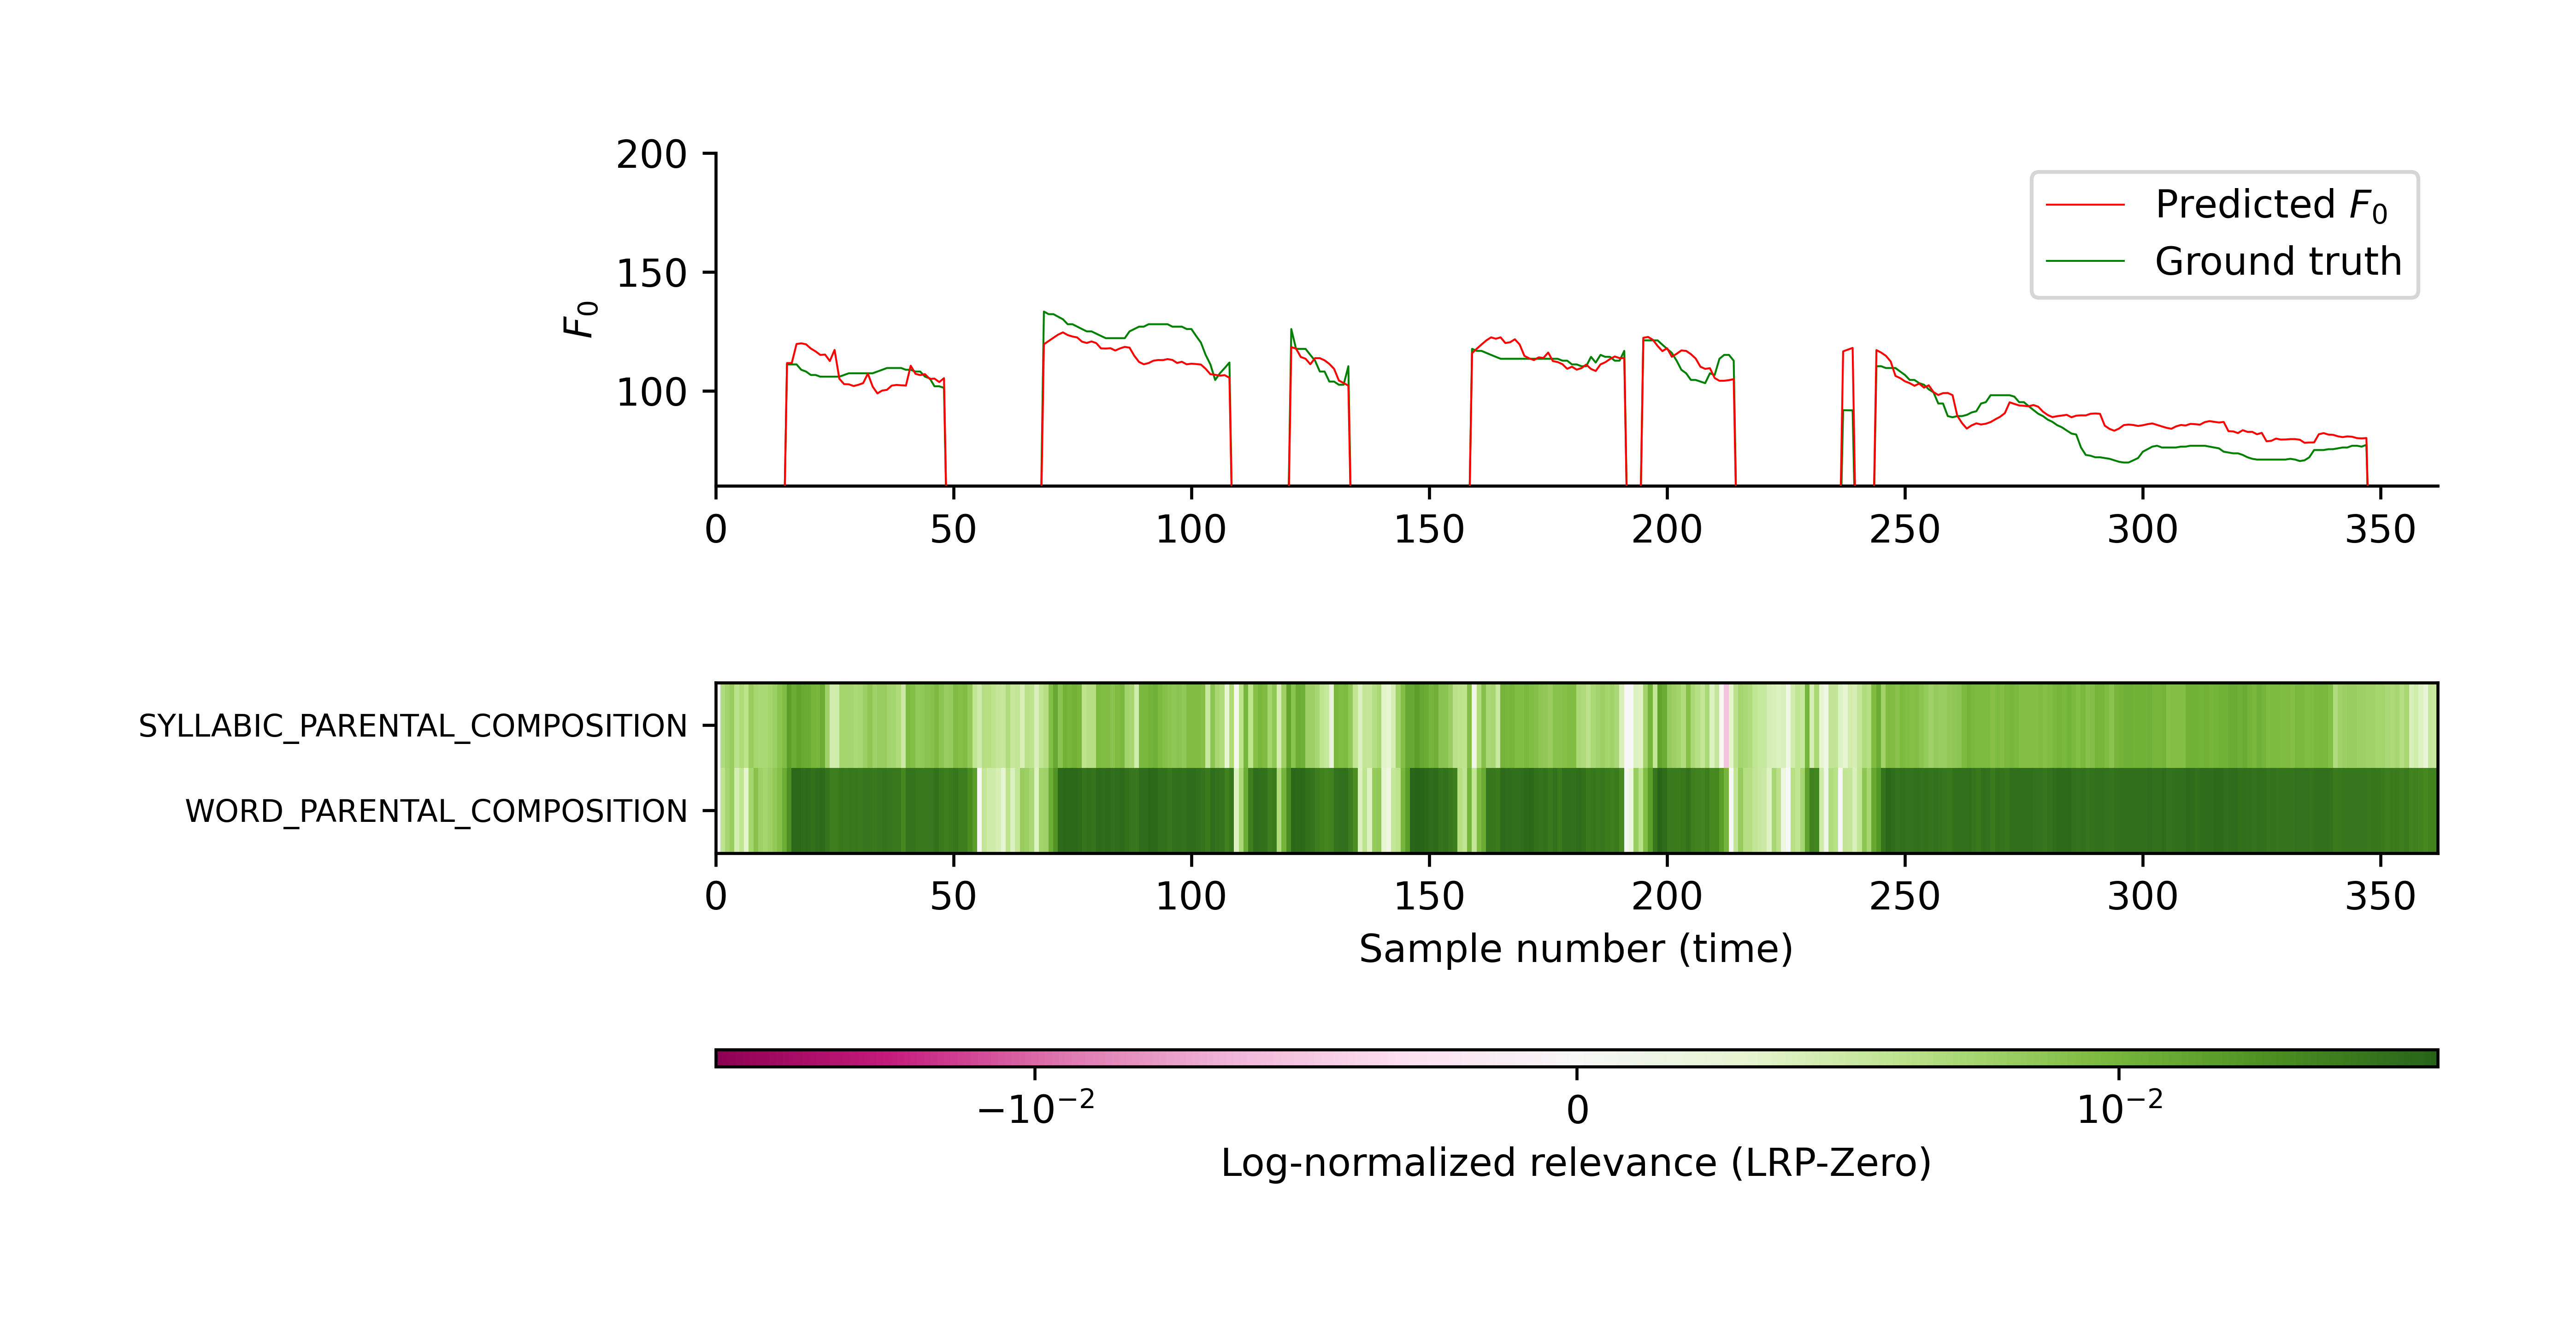 200
150
100
F₀
Predicted F₀
Ground truth
0 50 100 150 200 250 300 350
SYLLABIC_PARENTAL_COMPOSITION
WORD_PARENTAL_COMPOSITION
0 50 100 150 200 250 300 350
Sample number (time)
−10⁻² 0 10⁻²
Log-normalized relevance (LRP-Zero)